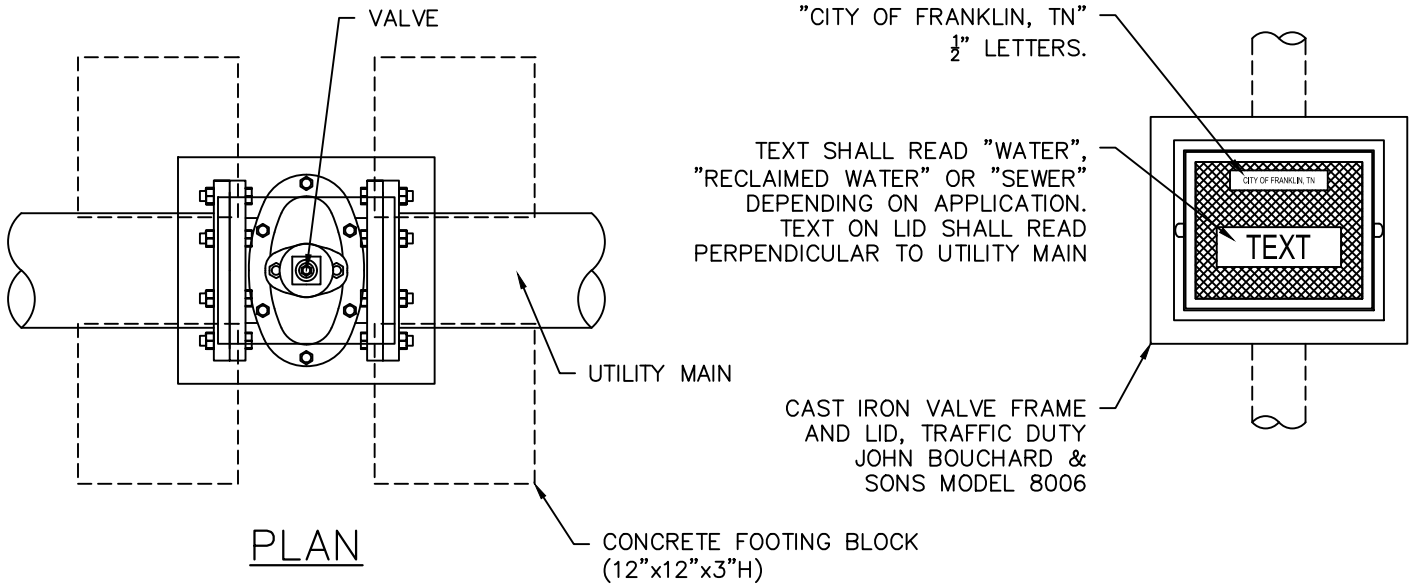 VALVE
UTILITY MAIN
CONCRETE FOOTING BLOCK
(12”x12”x3”H)
PLAN
”CITY OF FRANKLIN, TN”
½” LETTERS.
TEXT SHALL READ ”WATER”,
”RECLAIMED WATER” OR ”SEWER”
DEPENDING ON APPLICATION.
TEXT ON LID SHALL READ
PERPENDICULAR TO UTILITY MAIN
CAST IRON VALVE FRAME
AND LID, TRAFFIC DUTY
JOHN BOUCHARD &
SONS MODEL 8006
CITY OF FRANKLIN, TN
TEXT